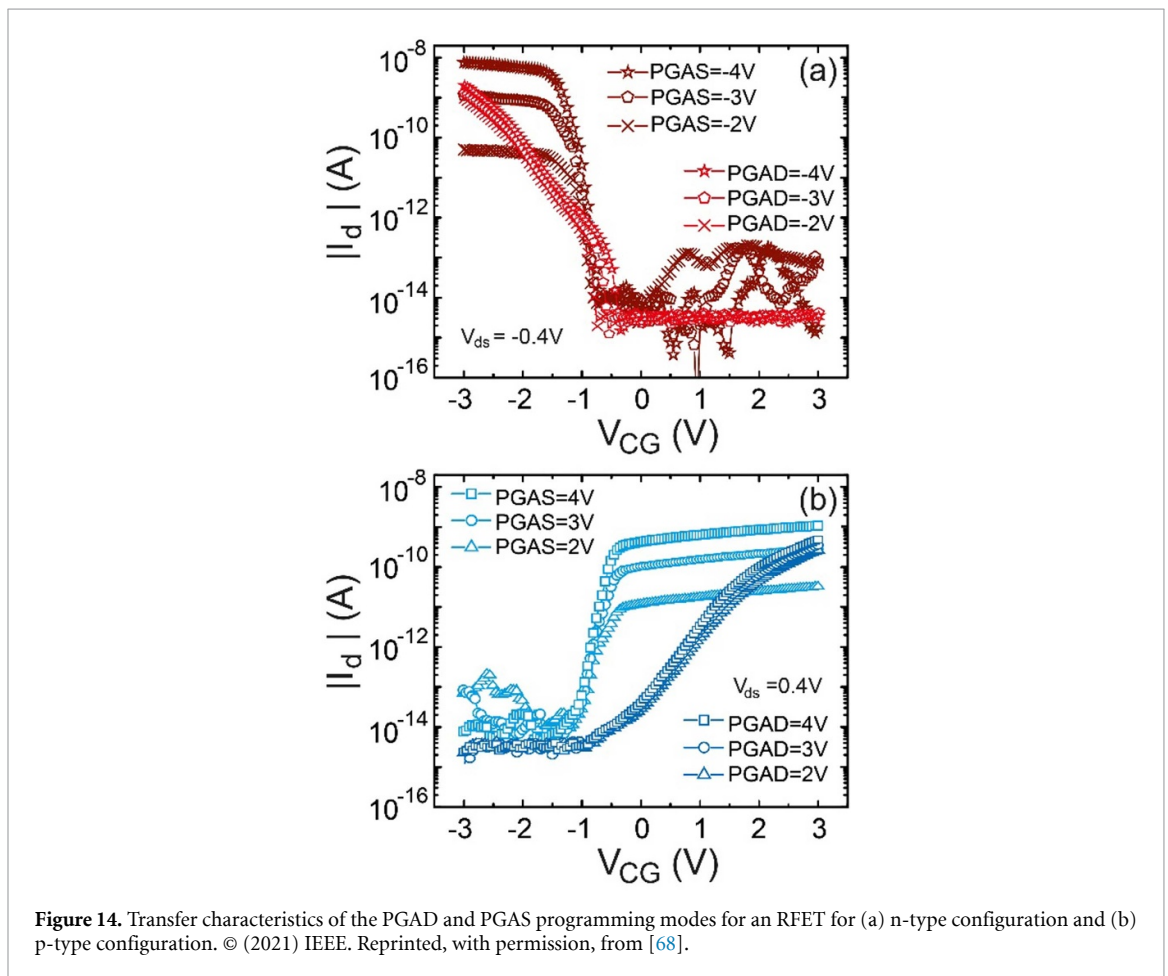 (a)
PGAS=-4V
PGAS=-3V
PGAS=-2V
PGAD=-4V
PGAD=-3V
PGAD=-2V
V_ds = -0.4V
|I_d| (A)
10^-8
10^-10
10^-12
10^-14
10^-16
-3 -2 -1 0 1 2 3
V_CG (V)
(b)
PGAS=4V
PGAS=3V
PGAS=2V
V_ds =0.4V
PGAD=4V
PGAD=3V
PGAD=2V
|I_d| (A)
10^-8
10^-10
10^-12
10^-14
10^-16
-3 -2 -1 0 1 2 3
V_CG (V)
Figure 14. Transfer characteristics of the PGAD and PGAS programming modes for an RFET for (a) n-type configuration and (b)
p-type configuration. © (2021) IEEE. Reprinted, with permission, from [68].